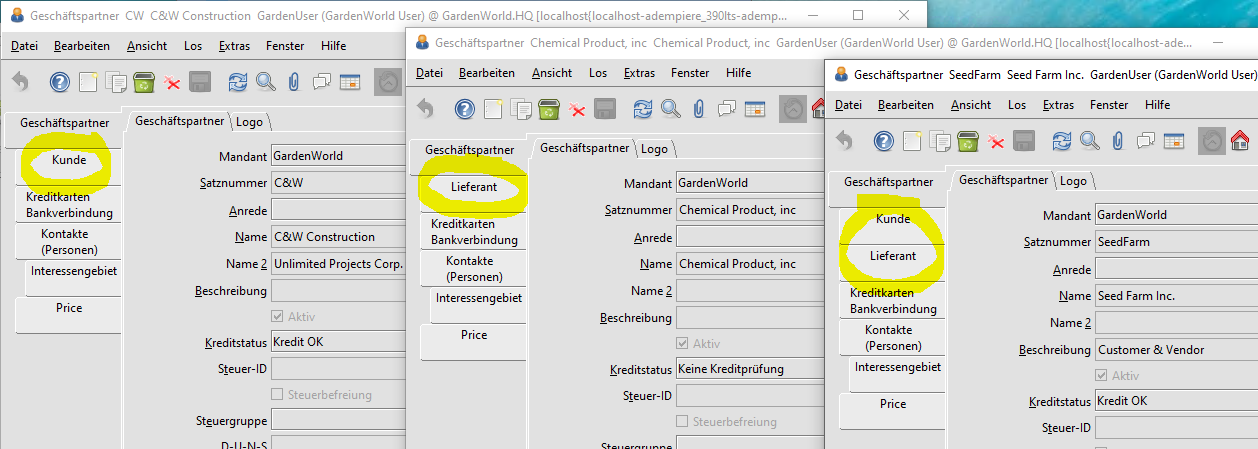 Geschäftspartner CW C&W Construction GardenUser (GardenWorld User) @ GardenWorld.HQ [localhost{localhost-adempiere_390lts-ademp...
Datei Bearbeiten Ansicht Los Extras Fenster Hilfe
Geschäftspartner
Kunde
Kreditkarten
Bankverbindung
Kontakte
(Personen)
Interessengebiet
Price
Geschäftspartner Logo
Mandant GardenWorld
Satznummer C&W
Anrede
Name C&W Construction
Name 2 Unlimited Projects Corp.
Beschreibung
Aktiv
Kreditstatus Kredit OK
Steuer-ID
Steuerbefreiung
Steuergruppe
D-U-N-S
Geschäftspartner Chemical Product, inc Chemical Product, inc GardenUser (GardenWorld User) @ GardenWorld.HQ [localhost{localhost-ade...
Datei Bearbeiten Ansicht Los Extras Fenster Hilfe
Geschäftspartner
Lieferant
Kreditkarten
Bankverbindung
Kontakte
(Personen)
Interessengebiet
Price
Geschäftspartner Logo
Mandant GardenWorld
Satznummer Chemical Product, inc
Anrede
Name Chemical Product, inc
Name 2
Beschreibung
Aktiv
Kreditstatus Keine Kreditprüfung
Steuer-ID
Steuerbefreiung
Steuergruppe
Geschäftspartner SeedFarm Seed Farm Inc. GardenUser (GardenWorld User) @ GardenWorld.HQ [localhost
Datei Bearbeiten Ansicht Los Extras Fenster Hilfe
Geschäftspartner
Kunde
Lieferant
Kreditkarten
Bankverbindung
Kontakte
(Personen)
Interessengebiet
Price
Geschäftspartner Logo
Mandant GardenWorld
Satznummer SeedFarm
Anrede
Name Seed Farm Inc.
Name 2
Beschreibung Customer & Vendor
Aktiv
Kreditstatus Kredit OK
Steuer-ID